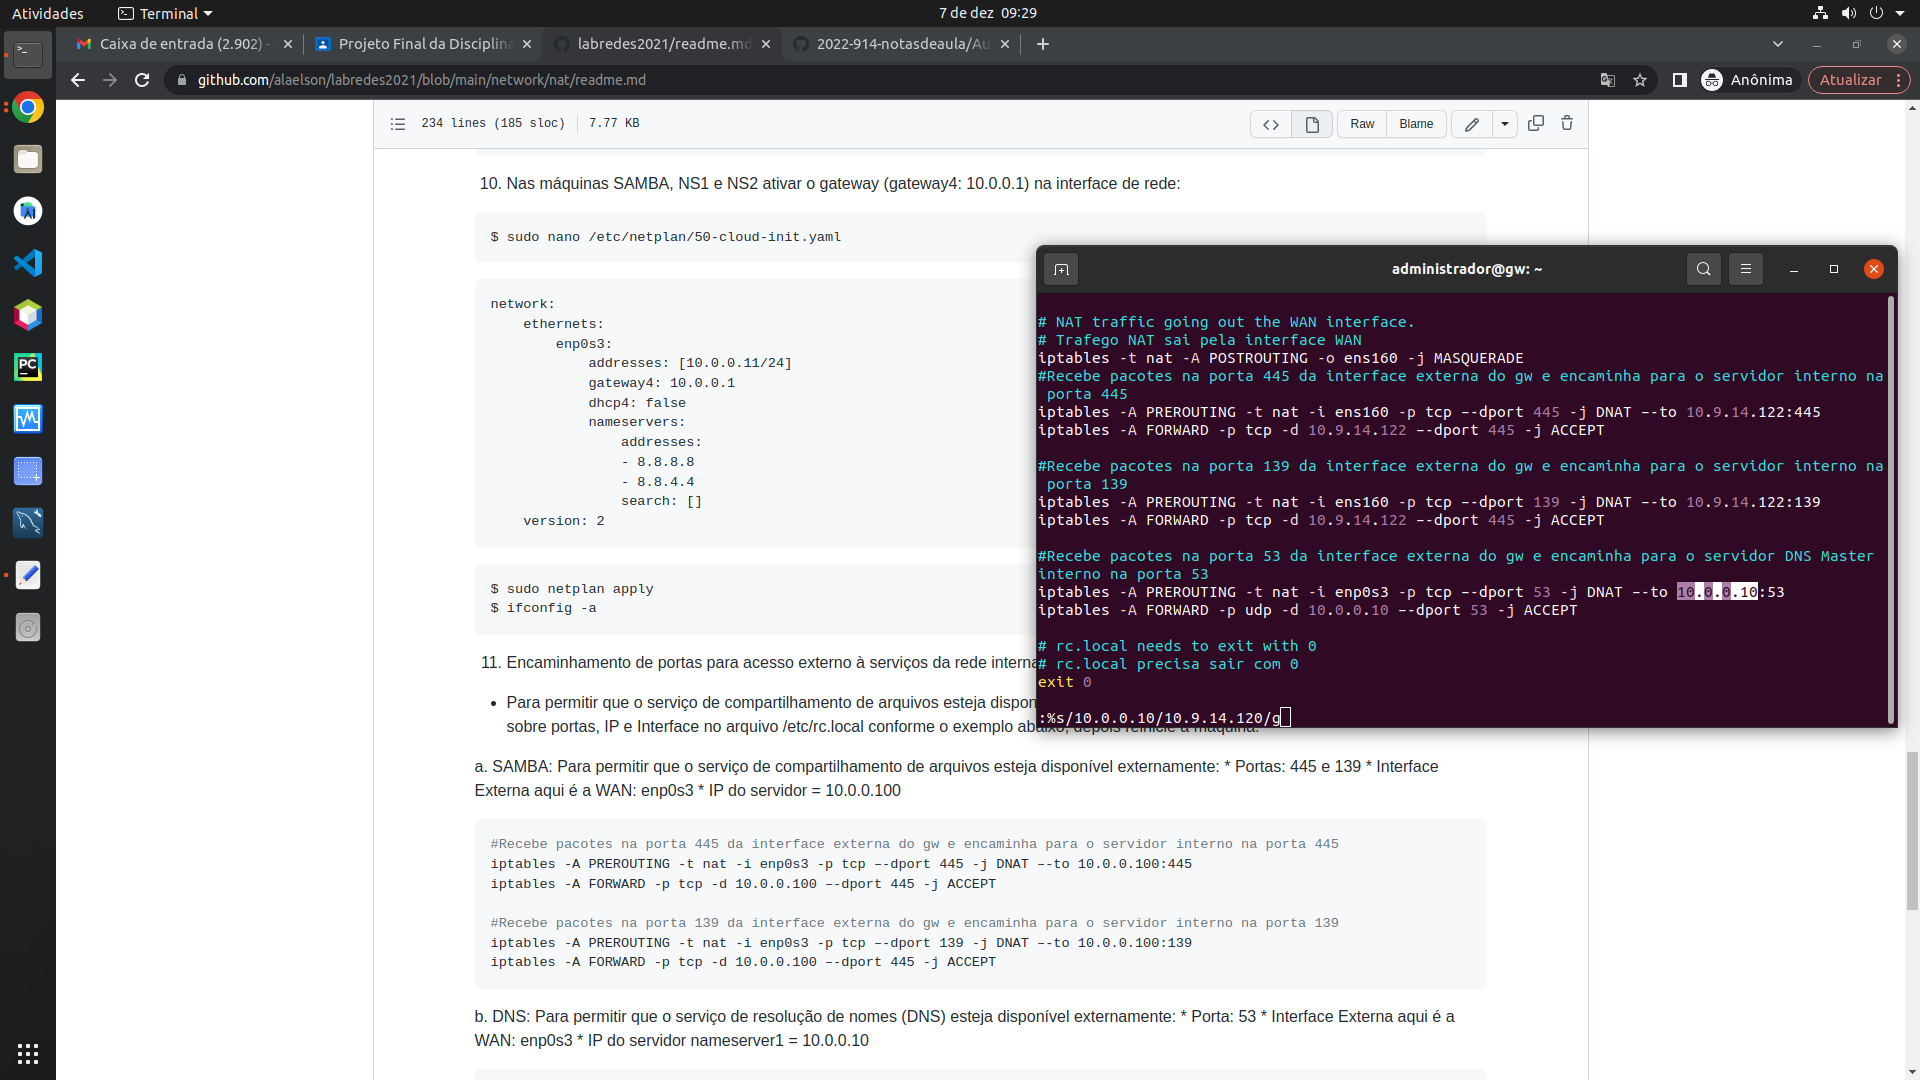 Atividades
Terminal
7 de dez 09:29
Caixa de entrada (2.902) -
Projeto Final da Disciplina
labredes2021/readme.md
2022-914-notasdeaula/Au
github.com/alaelson/labredes2021/blob/main/network/nat/readme.md
Anônima
Atualizar
234 lines (185 sloc)
7.77 KB
Raw
Blame
10. Nas máquinas SAMBA, NS1 e NS2 ativar o gateway (gateway4: 10.0.0.1) na interface de rede:
$ sudo nano /etc/netplan/50-cloud-init.yaml
network:
ethernets:
enp0s3:
addresses: [10.0.0.11/24]
gateway4: 10.0.0.1
dhcp4: false
nameservers:
addresses:
- 8.8.8.8
- 8.8.4.4
search: []
version: 2
$ sudo netplan apply
$ ifconfig -a
11. Encaminhamento de portas para acesso externo à serviços da rede interna
Para permitir que o serviço de compartilhamento de arquivos esteja dispon
sobre portas, IP e Interface no arquivo /etc/rc.local conforme o exemplo abaixo, depois reinicie a maquina.
a. SAMBA: Para permitir que o serviço de compartilhamento de arquivos esteja disponível externamente: * Portas: 445 e 139 * Interface
Externa aqui é a WAN: enp0s3 * IP do servidor = 10.0.0.100
#Recebe pacotes na porta 445 da interface externa do gw e encaminha para o servidor interno na porta 445
iptables -A PREROUTING -t nat -i enp0s3 -p tcp –-dport 445 -j DNAT –-to 10.0.0.100:445
iptables -A FORWARD -p tcp -d 10.0.0.100 –-dport 445 -j ACCEPT
#Recebe pacotes na porta 139 da interface externa do gw e encaminha para o servidor interno na porta 139
iptables -A PREROUTING -t nat -i enp0s3 -p tcp –-dport 139 -j DNAT –-to 10.0.0.100:139
iptables -A FORWARD -p tcp -d 10.0.0.100 –-dport 445 -j ACCEPT
b. DNS: Para permitir que o serviço de resolução de nomes (DNS) esteja disponível externamente: * Porta: 53 * Interface Externa aqui é a
WAN: enp0s3 * IP do servidor nameserver1 = 10.0.0.10
administrador@gw: ~
# NAT traffic going out the WAN interface.
# Trafego NAT sai pela interface WAN
iptables -t nat -A POSTROUTING -o ens160 -j MASQUERADE
#Recebe pacotes na porta 445 da interface externa do gw e encaminha para o servidor interno na
porta 445
iptables -A PREROUTING -t nat -i ens160 -p tcp --dport 445 -j DNAT --to 10.9.14.122:445
iptables -A FORWARD -p tcp -d 10.9.14.122 --dport 445 -j ACCEPT
#Recebe pacotes na porta 139 da interface externa do gw e encaminha para o servidor interno na
porta 139
iptables -A PREROUTING -t nat -i ens160 -p tcp --dport 139 -j DNAT --to 10.9.14.122:139
iptables -A FORWARD -p tcp -d 10.9.14.122 --dport 445 -j ACCEPT
#Recebe pacotes na porta 53 da interface externa do gw e encaminha para o servidor DNS Master
interno na porta 53
iptables -A PREROUTING -t nat -i enp0s3 -p tcp --dport 53 -j DNAT --to 10.0.0.10:53
iptables -A FORWARD -p udp -d 10.0.0.10 --dport 53 -j ACCEPT
# rc.local needs to exit with 0
# rc.local precisa sair com 0
exit 0
:%s/10.0.0.10/10.9.14.120/g